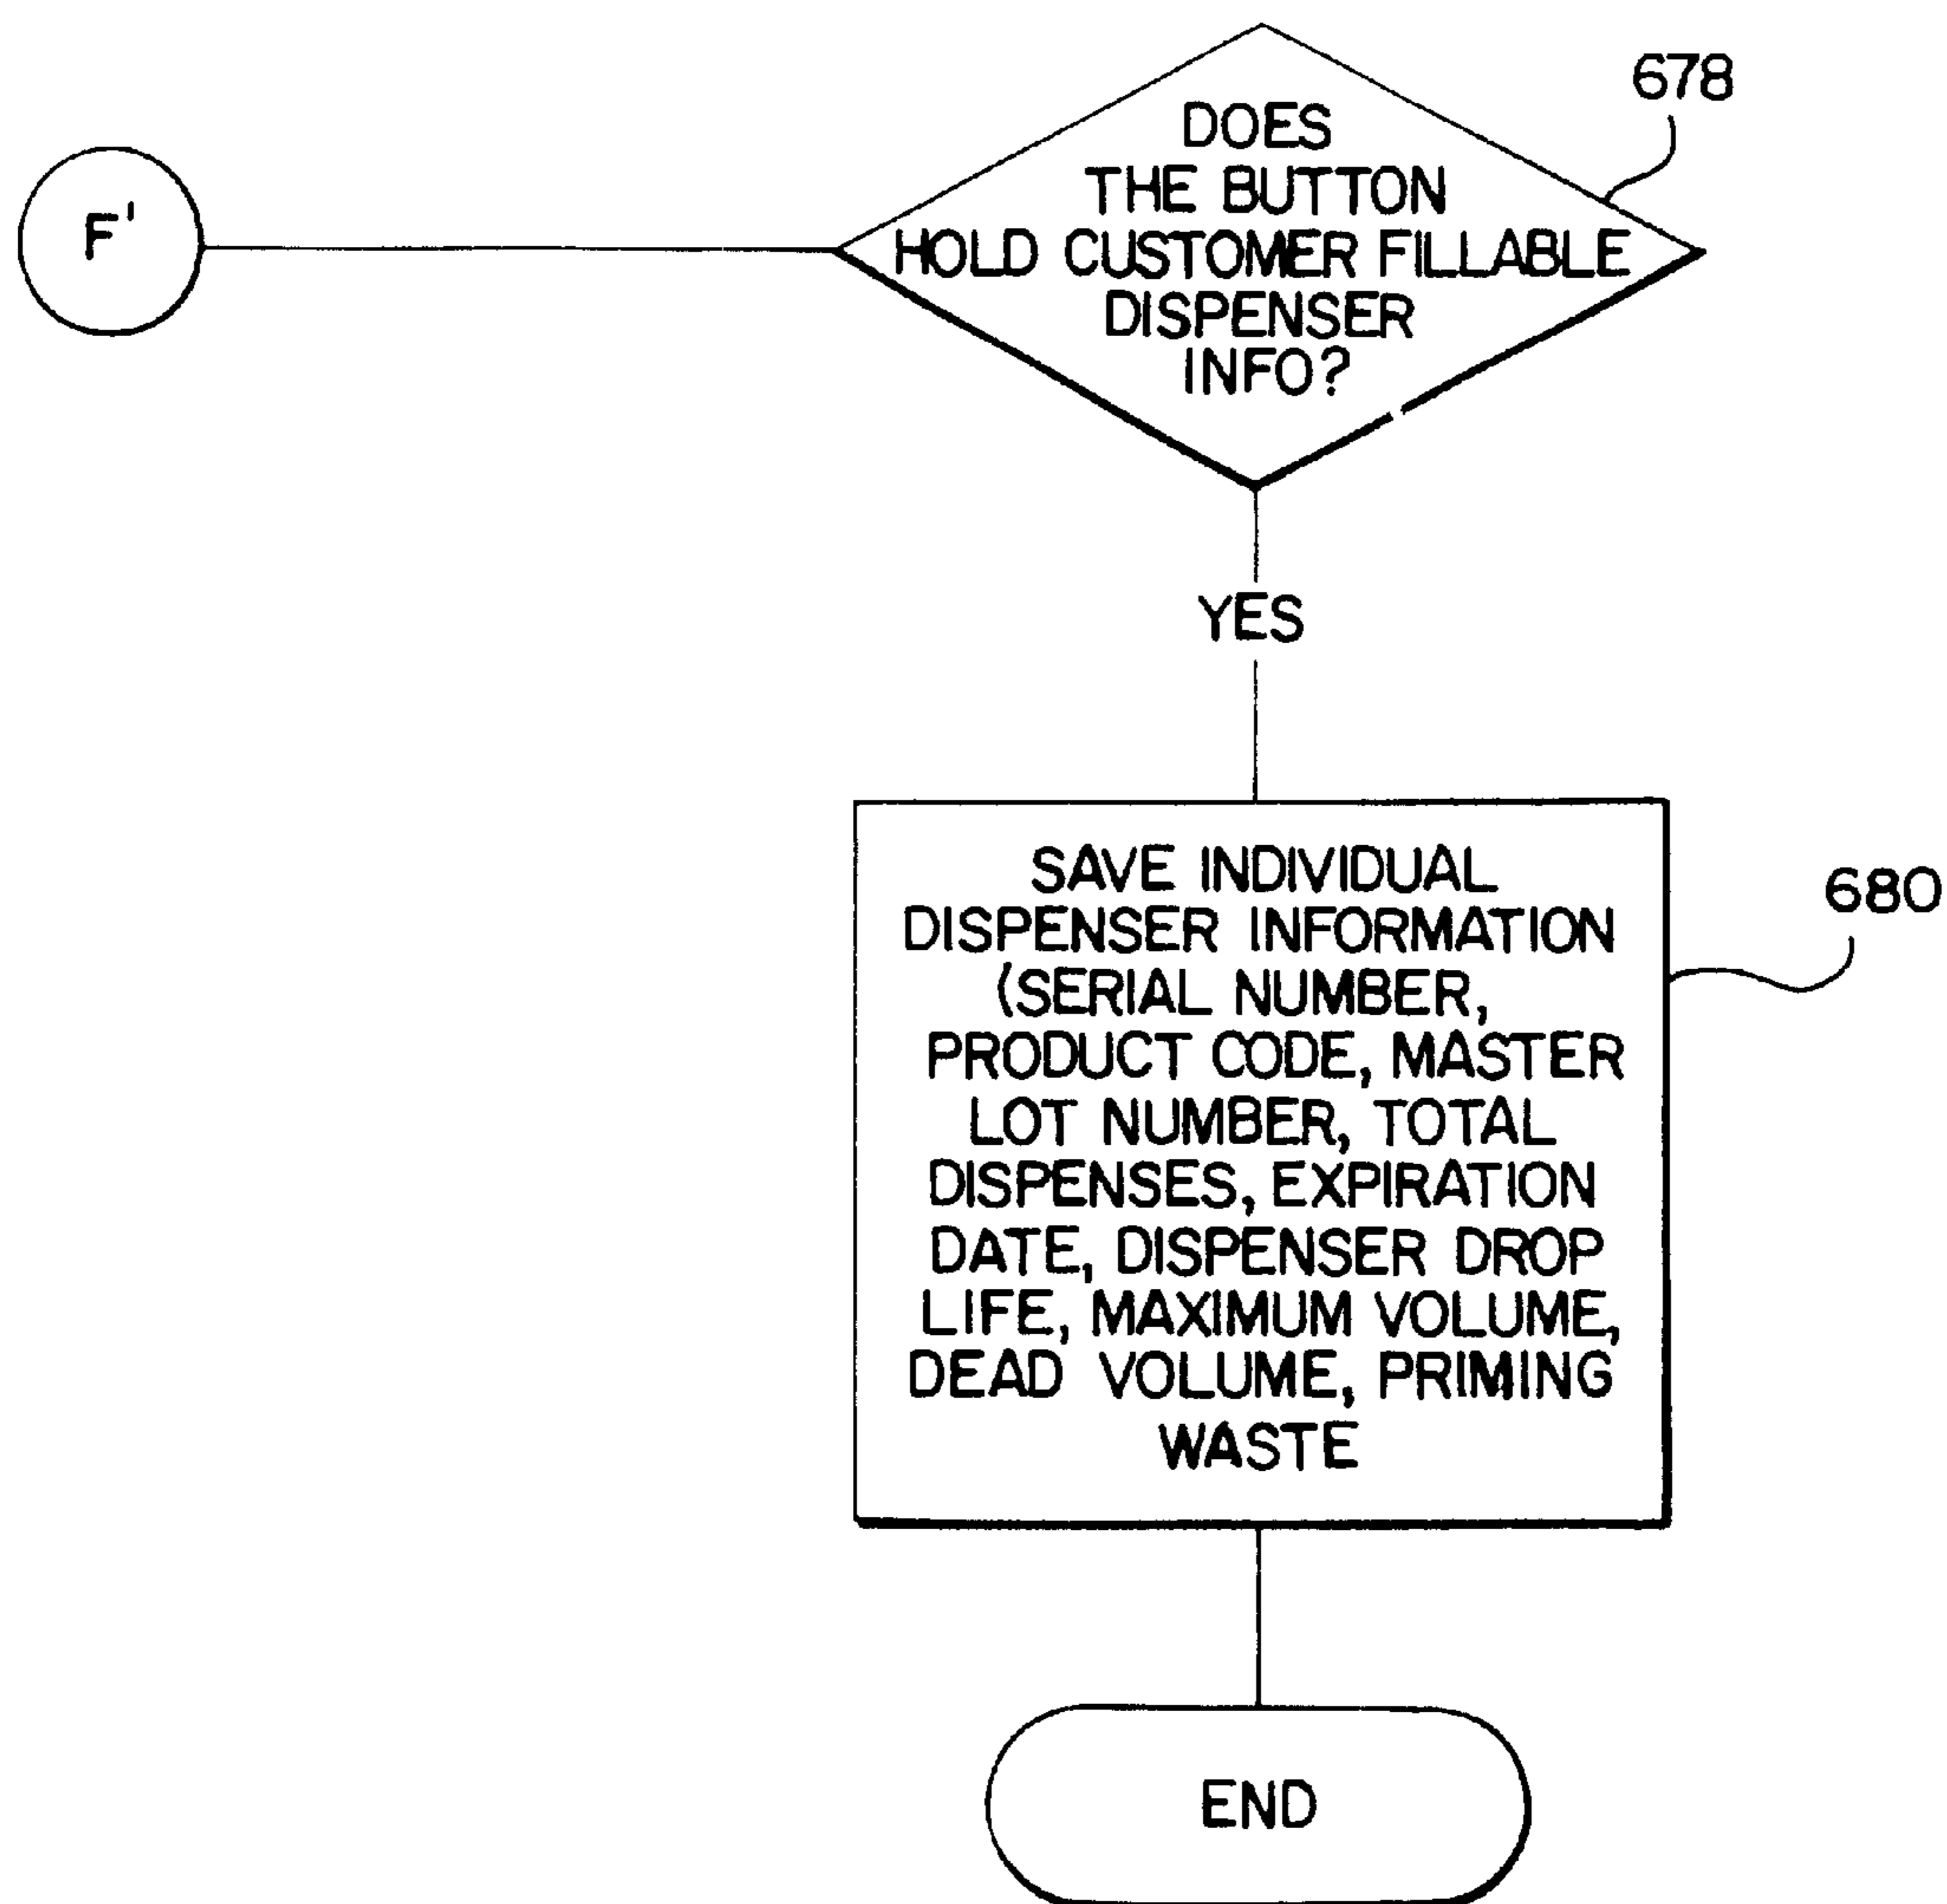 DOES
678
THE BUTTON
F'
HOLD CUSTOMER FILLABLE
DISPENSER
INFO?
YES
SAVE INDIVIDUAL
680
DISPENSER INFORMATION
(SERIAL NUMBER,
PRODUCT CODE, MASTER
LOT NUMBER, TOTAL
DISPENSES, EXPIRATION
DATE, DISPENSER DROP
LIFE, MAXIMUM VOLUME,
DEAD VOLUME, PRIMING
WASTE
END